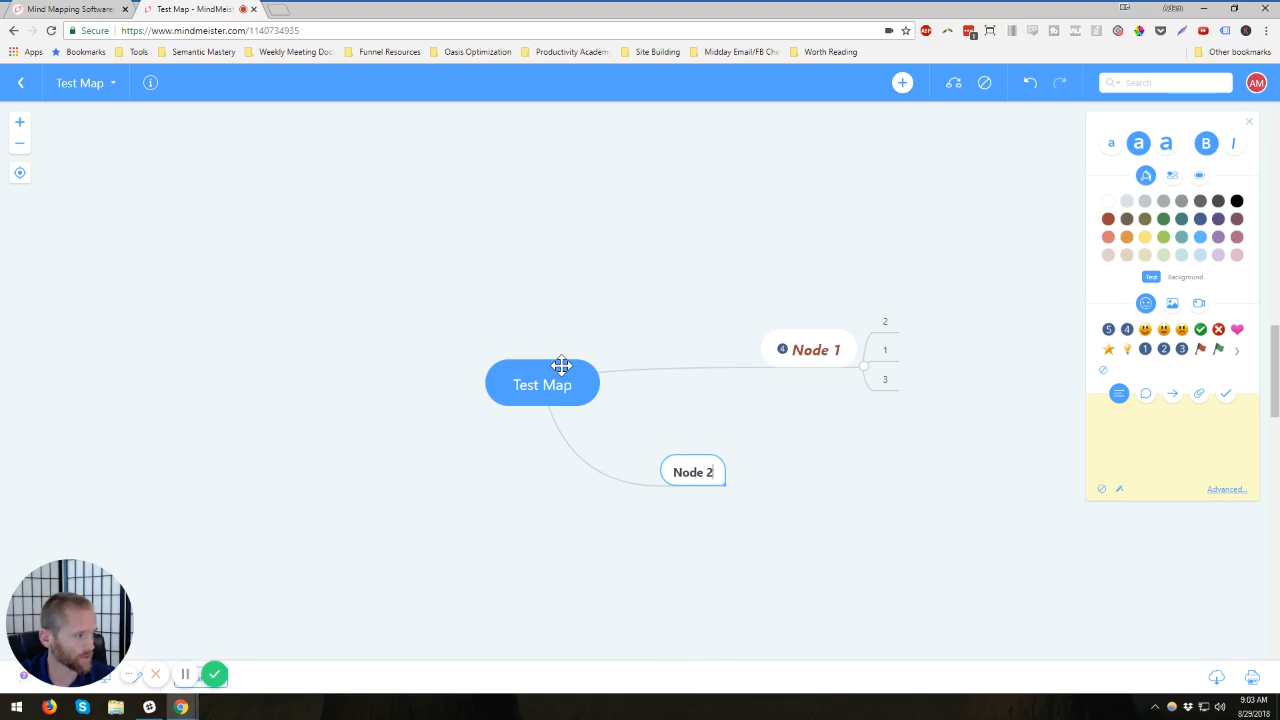 Mind Mapping Software
Test Map - MindMeist
Adam
Secure
https://www.mindmeister.com/1140734935
Apps
Bookmarks
Tools
Semantic Mastery
Weekly Meeting Doc
Funnel Resources
Oasis Optimization
Productivity Academ
Site Building
Midday Email/FB Che
Worth Reading
Other bookmarks
Test Map
Search
AM
a
a
a
B
I
Text
Background
5
4
1
2
3
Advanced...
Test Map
4
Node 1
2
1
3
Node 2
9:03 AM
8/29/2018